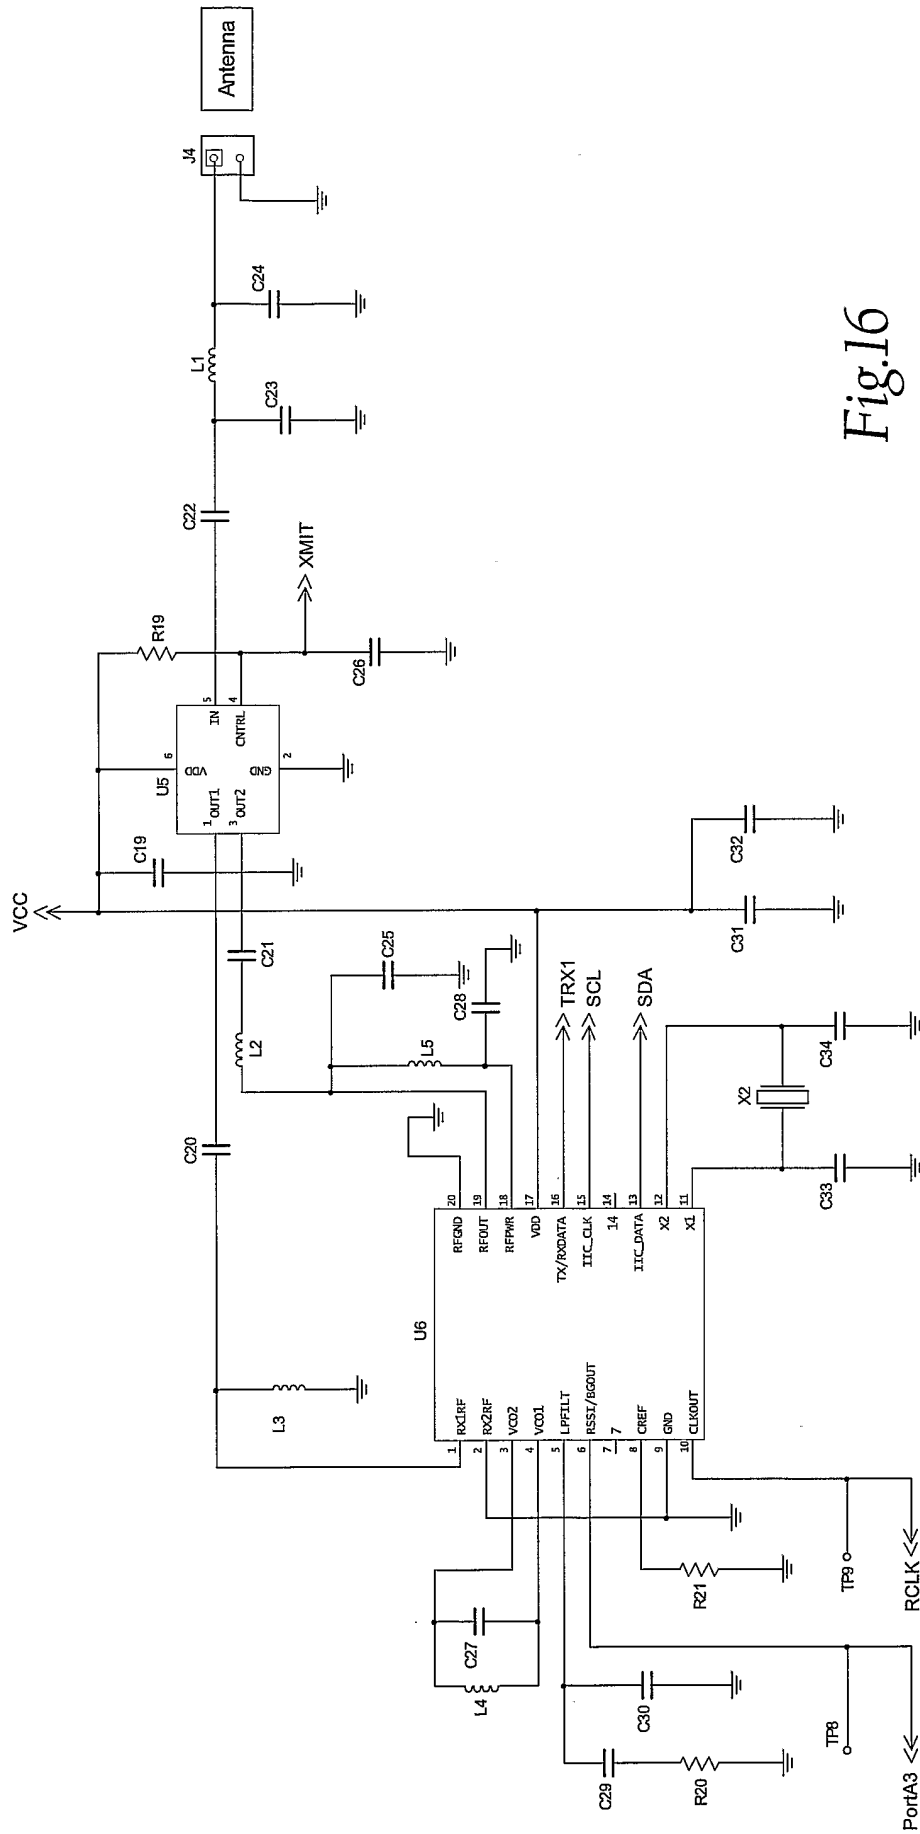 Antenna
J4
C24
L1
C23
C22
XMIT
R19
C26
5
IN
4
CNTRL
6
VDD
GND
2
U5
1
OUT1
3
OUT2
C19
VCC
C32
C31
C21
C25
C28
L2
L5
TRX1
SCL
SDA
C34
X2
C33
C20
20
RFGND
19
RFOUT
18
RFPWR
17
VDD
16
TX/RXDATA
15
IIC_CLK
14
14
13
IIC_DATA
12
X2
11
X1
U6
L3
1
RX1RF
2
RX2RF
3
VCO2
4
VCO1
5
LPFILT
6
RSSI/BGOUT
7
7
8
CREF
9
GND
10
CLKOUT
R21
TP9
RCLK
C27
L4
C30
TP8
C29
R20
PortA3
Fig.16